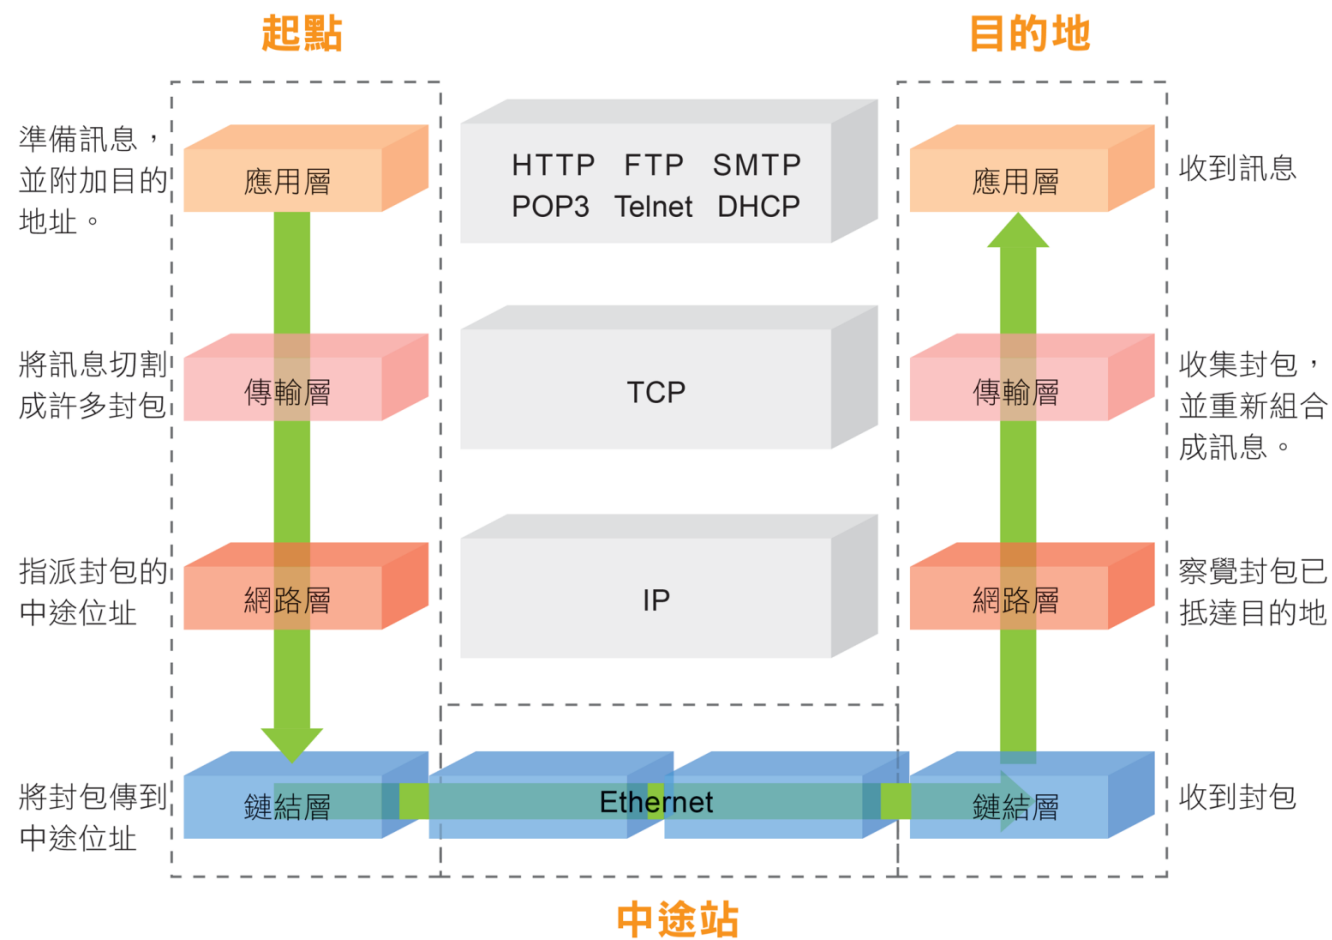 起點
目的地
準備訊息，
並附加目的
地址。
應用層
HTTP FTP SMTP
POP3 Telnet DHCP
應用層
收到訊息
將訊息切割
成許多封包
傳輸層
TCP
傳輸層
收集封包，
並重新組合
成訊息。
指派封包的
中途位址
網路層
IP
網路層
察覺封包已
抵達目的地
將封包傳到
中途位址
鏈結層
Ethernet
鏈結層
收到封包
中途站